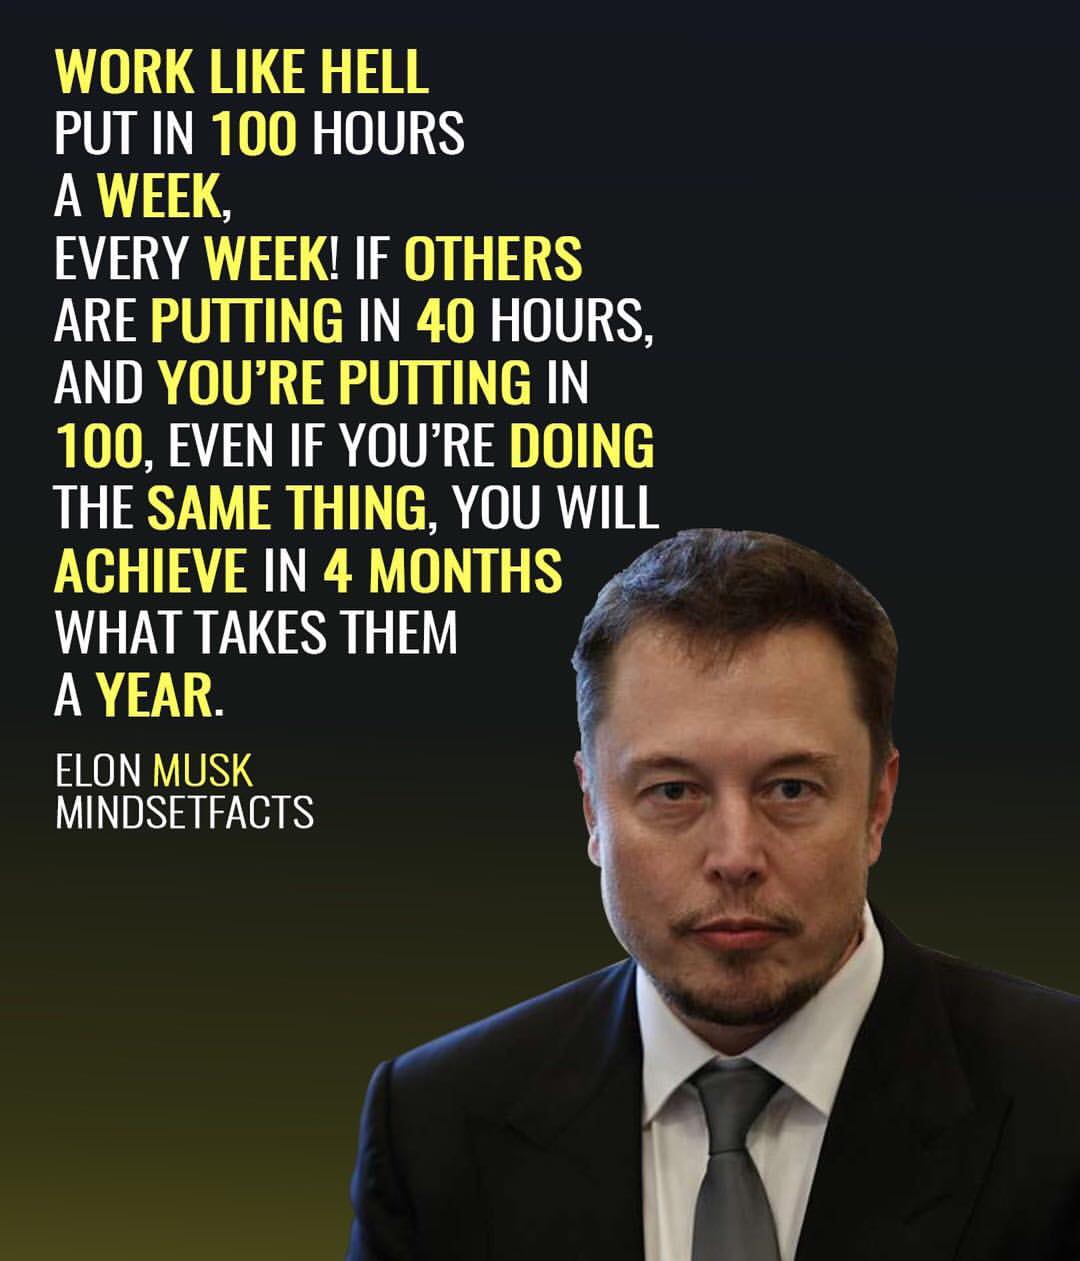 WORK LIKE HELL
PUT IN 100 HOURS
A WEEK,
EVERY WEEK! IF OTHERS
ARE PUTTING IN 40 HOURS,
AND YOU’RE PUTTING IN
100, EVEN IF YOU’RE DOING
THE SAME THING, YOU WILL
ACHIEVE IN 4 MONTHS
WHAT TAKES THEM
A YEAR.
ELON MUSK
MINDSETFACTS